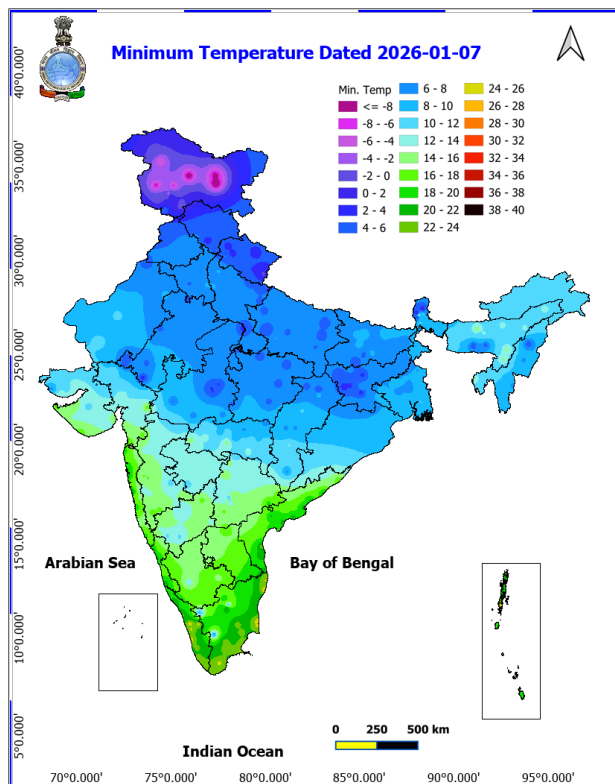 Minimum Temperature Dated 2026-01-07
Min. Temp
<= -8
-8 - -6
-6 - -4
-4 - -2
-2 - 0
0 - 2
2 - 4
4 - 6
6 - 8
8 - 10
10 - 12
12 - 14
14 - 16
16 - 18
18 - 20
20 - 22
22 - 24
24 - 26
26 - 28
28 - 30
30 - 32
32 - 34
34 - 36
36 - 38
38 - 40
40°0.000'
35°0.000'
30°0.000'
25°0.000'
20°0.000'
15°0.000'
10°0.000'
5°0.000'
Arabian Sea
Bay of Bengal
Indian Ocean
0 250 500 km
70°0.000' 75°0.000' 80°0.000' 85°0.000' 90°0.000' 95°0.000'